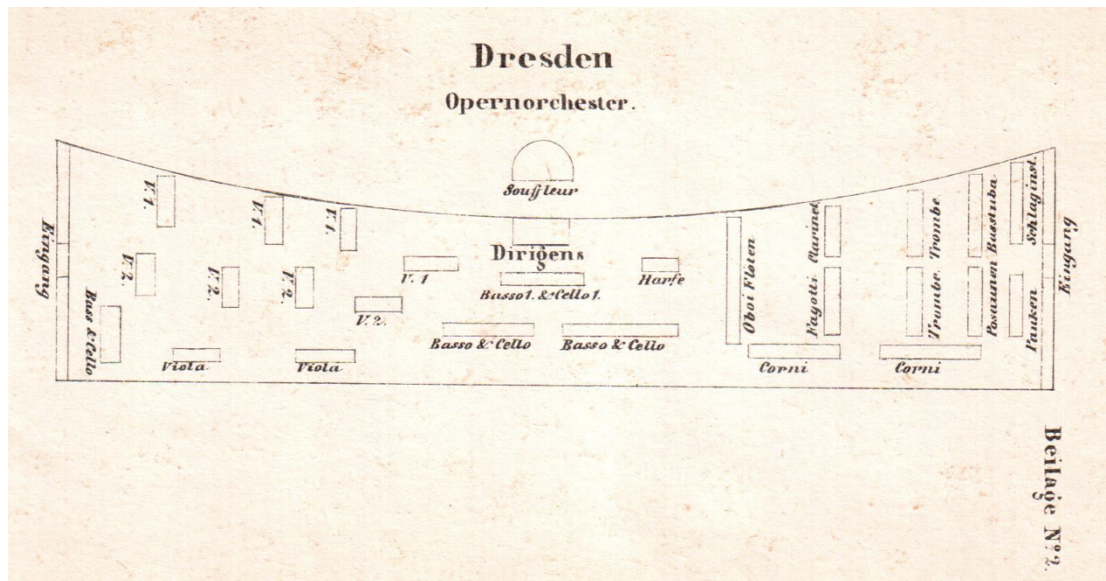 Dresden
Opernorchester.
Souffleur
Dirigens
Basso 1. & Cello 1.
Harfe
Eingang
V. 1.
V. 1.
V. 1
V. 1
V. 2.
V. 2.
V. 2
V. 2.
Bass & Cello
Viola
Viola
Basso & Cello
Basso & Cello
Oboi Floten
Clarinet
Fagotti
Trombe
Trombe
Basstuba
Posaunen
Schlaginst.
Pauken
Corni
Corni
Eingang
Beilage No. 2.